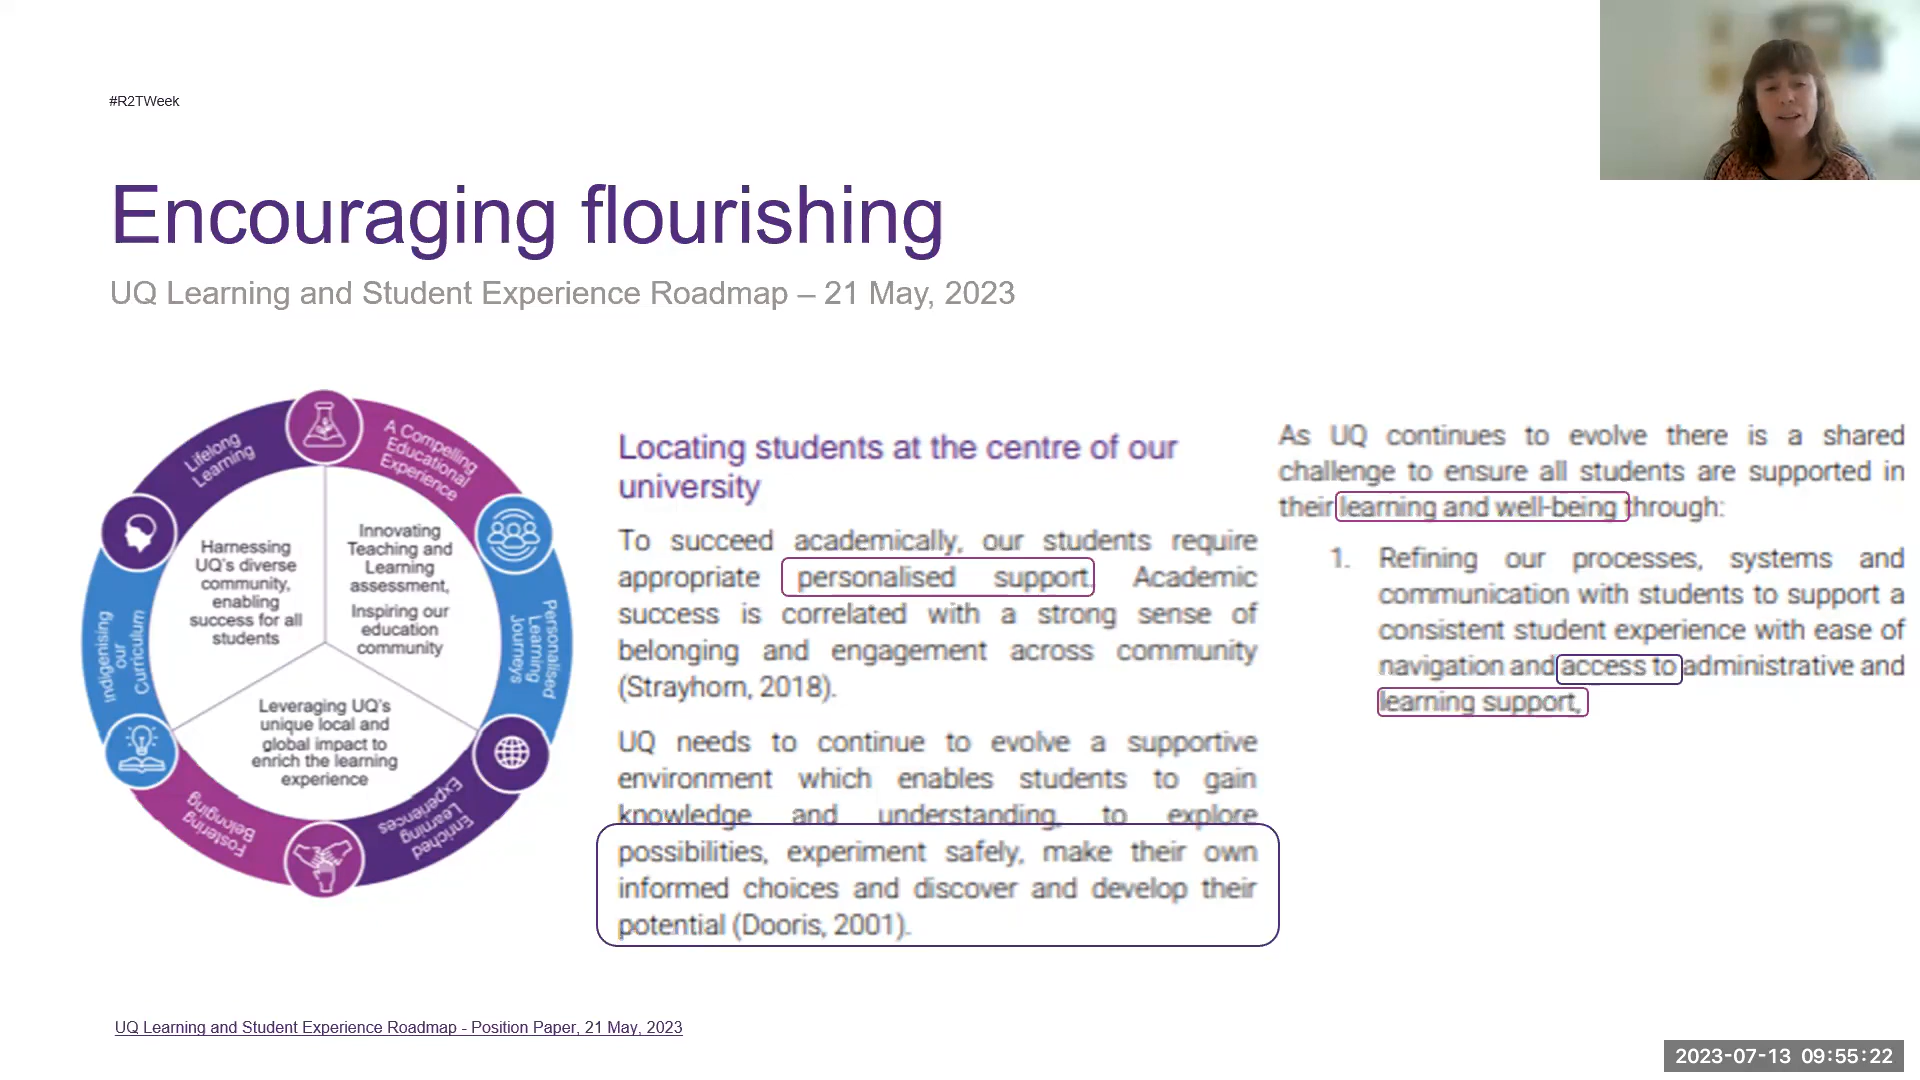 #R2TWeek
Encouraging flourishing
UQ Learning and Student Experience Roadmap – 21 May, 2023
Lifelong
Learning
A Compelling
Educational
Experience
Personalised
Learning
Journeys
Enriched
Learning
Experiences
Fostering
Belonging
Indigenising
our
Curriculum
Harnessing
UQ's diverse
community,
enabling
success for all
students
Innovating
Teaching and
Learning
assessment,
Inspiring our
education
community
Leveraging UQ's
unique local and
global impact to
enrich the learning
experience
Locating students at the centre of our
university
To succeed academically, our students require
appropriate personalised support. Academic
success is correlated with a strong sense of
belonging and engagement across community
(Strayhorn, 2018).
UQ needs to continue to evolve a supportive
environment which enables students to gain
knowledge and understanding, to explore
possibilities, experiment safely, make their own
informed choices and discover and develop their
potential (Dooris, 2001).
As UQ continues to evolve there is a shared
challenge to ensure all students are supported in
their learning and well-being through:
1. Refining our processes, systems and
communication with students to support a
consistent student experience with ease of
navigation and access to administrative and
learning support,
UQ Learning and Student Experience Roadmap - Position Paper, 21 May, 2023
2023-07-13 09:55:22